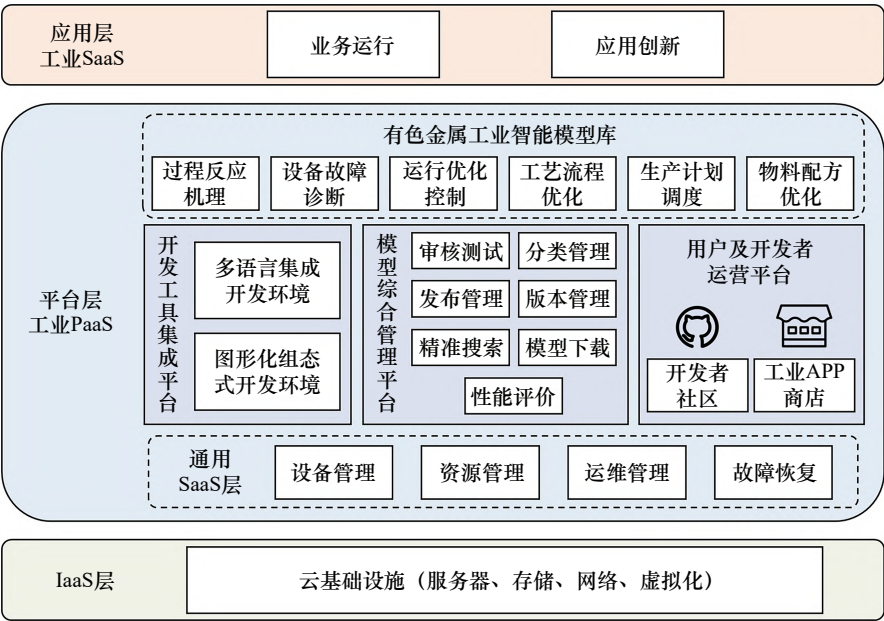 应用层
工业SaaS
业务运行
应用创新
有色金属工业智能模型库
过程反应
机理
设备故障
诊断
运行优化
控制
工艺流程
优化
生产计划
调度
物料配方
优化
平台层
工业PaaS
开发工具集成平台
多语言集成
开发环境
图形化组态
式开发环境
模型综合管理平台
审核测试
分类管理
发布管理
版本管理
精准搜索
模型下载
性能评价
用户及开发者
运营平台
开发者
社区
工业APP
商店
通用
SaaS层
设备管理
资源管理
运维管理
故障恢复
IaaS层
云基础设施（服务器、存储、网络、虚拟化）